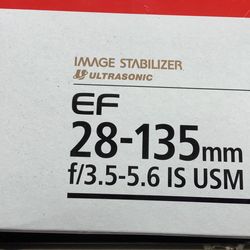 IMAGE STABILIZER
ULTRASONIC
EF
28-135mm
f/3.5-5.6 IS USM